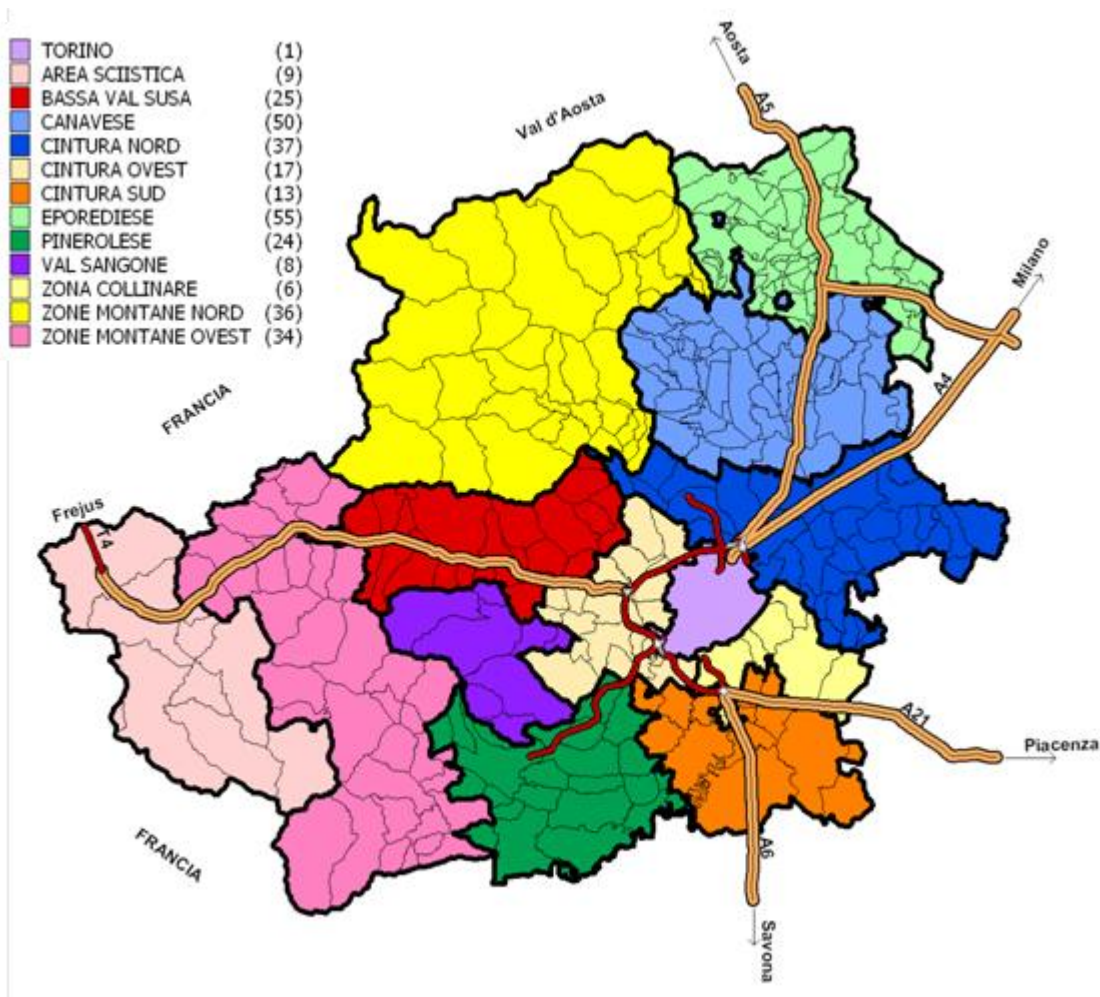 TORINO (1)
AREA SCIISTICA (9)
BASSA VAL SUSA (25)
CANAVESE (50)
CINTURA NORD (37)
CINTURA OVEST (17)
CINTURA SUD (13)
EPOREDIESE (55)
PINEROLESE (24)
VAL SANGONE (8)
ZONA COLLINARE (6)
ZONE MONTANE NORD (36)
ZONE MONTANE OVEST (34)
Aosta
A5
Val d'Aosta
Milano
A4
FRANCIA
Frejus
T4
A21
Piacenza
FRANCIA
A6
Savona